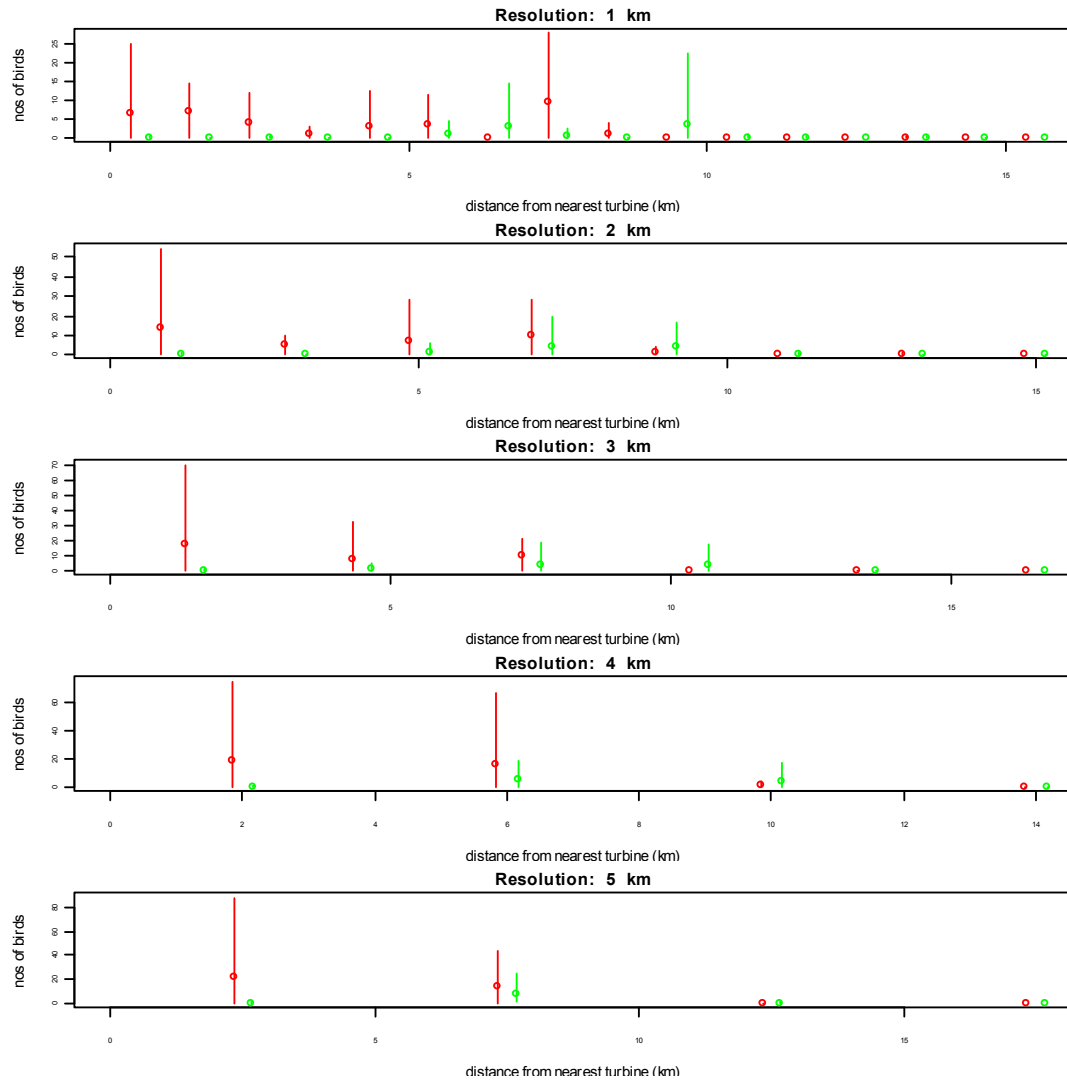 Resolution: 1 km
nos of birds
0 5 10 15 20 25
0 5 10 15
distance from nearest turbine (km)
Resolution: 2 km
nos of birds
0 10 20 30 40 50
0 5 10 15
distance from nearest turbine (km)
Resolution: 3 km
nos of birds
0 10 20 30 40 50 60 70
0 5 10 15
distance from nearest turbine (km)
Resolution: 4 km
nos of birds
0 20 40 60
0 2 4 6 8 10 12 14
distance from nearest turbine (km)
Resolution: 5 km
nos of birds
0 20 40 60 80
0 5 10 15
distance from nearest turbine (km)